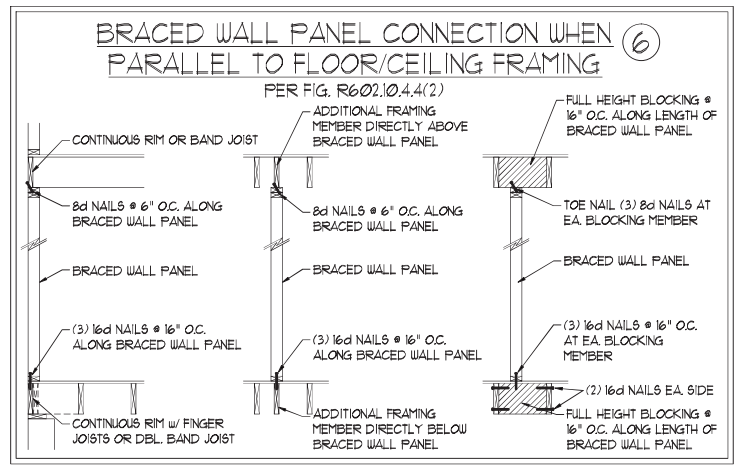 BRACED WALL PANEL CONNECTION WHEN
PARALLEL TO FLOOR/CEILING FRAMING
6
PER FIG. R602.10.4.4(2)
CONTINUOUS RIM OR BAND JOIST
8d NAILS @ 6" O.C. ALONG
BRACED WALL PANEL
BRACED WALL PANEL
(3) 16d NAILS @ 16" O.C.
ALONG BRACED WALL PANEL
CONTINUOUS RIM W/ FINGER
JOISTS OR DBL. BAND JOIST
ADDITIONAL FRAMING
MEMBER DIRECTLY ABOVE
BRACED WALL PANEL
8d NAILS @ 6" O.C. ALONG
BRACED WALL PANEL
BRACED WALL PANEL
(3) 16d NAILS @ 16" O.C.
ALONG BRACED WALL PANEL
ADDITIONAL FRAMING
MEMBER DIRECTLY BELOW
BRACED WALL PANEL
FULL HEIGHT BLOCKING @
16" O.C. ALONG LENGTH OF
BRACED WALL PANEL
TOE NAIL (3) 8d NAILS AT
EA. BLOCKING MEMBER
BRACED WALL PANEL
(3) 16d NAILS @ 16" O.C.
AT EA. BLOCKING
MEMBER
(2) 16d NAILS EA. SIDE
FULL HEIGHT BLOCKING @
16" O.C. ALONG LENGTH OF
BRACED WALL PANEL